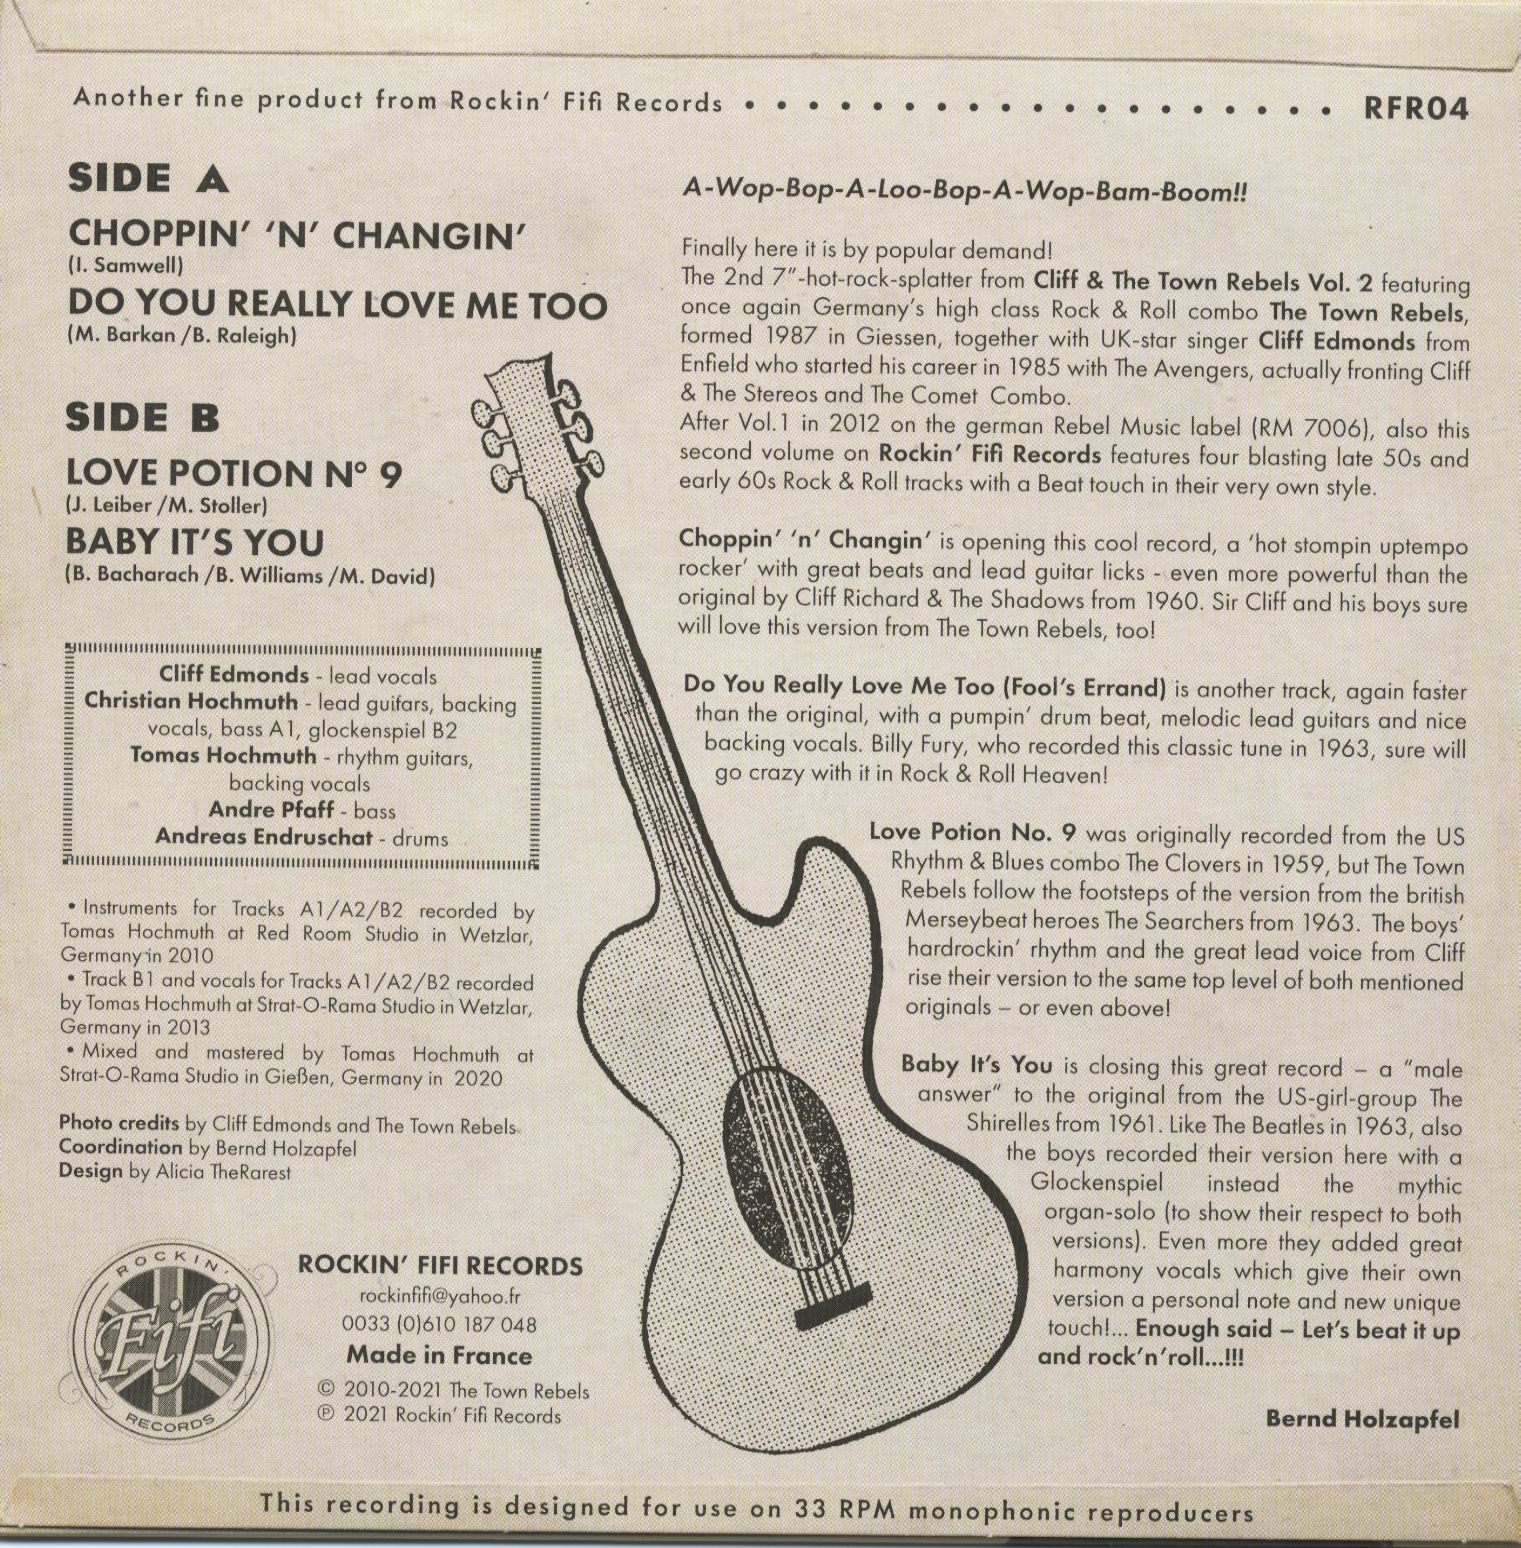 Another fine product from Rockin' Fifi Records . . . . . . . . . . . . . . . . . . . RFR04
SIDE A
CHOPPIN' 'N' CHANGIN'
(I. Samwell)
DO YOU REALLY LOVE ME TOO
(M. Barkan /B. Raleigh)
SIDE B
LOVE POTION N° 9
(J. Leiber /M. Stoller)
BABY IT'S YOU
(B. Bacharach /B. Williams /M. David)
Cliff Edmonds - lead vocals
Christian Hochmuth - lead guitars, backing
vocals, bass A1, glockenspiel B2
Tomas Hochmuth - rhythm guitars,
backing vocals
Andre Pfaff - bass
Andreas Endruschat - drums
• Instruments for Tracks A1/A2/B2 recorded by
Tomas Hochmuth at Red Room Studio in Wetzlar,
Germany in 2010
• Track B1 and vocals for Tracks A1/A2/B2 recorded
by Tomas Hochmuth at Strat-O-Rama Studio in Wetzlar,
Germany in 2013
• Mixed and mastered by Tomas Hochmuth at
Strat-O-Rama Studio in Gießen, Germany in 2020
Photo credits by Cliff Edmonds and The Town Rebels
Coordination by Bernd Holzapfel
Design by Alicia TheRarest
ROCKIN'
Fifi
RECORDS
ROCKIN' FIFI RECORDS
rockinfifi@yahoo.fr
0033 (0)610 187 048
Made in France
© 2010-2021 The Town Rebels
℗ 2021 Rockin' Fifi Records
A-Wop-Bop-A-Loo-Bop-A-Wop-Bam-Boom!!
Finally here it is by popular demand!
The 2nd 7"-hot-rock-splatter from Cliff & The Town Rebels Vol. 2 featuring
once again Germany's high class Rock & Roll combo The Town Rebels,
formed 1987 in Giessen, together with UK-star singer Cliff Edmonds from
Enfield who started his career in 1985 with The Avengers, actually fronting Cliff
& The Stereos and The Comet Combo.
After Vol.1 in 2012 on the german Rebel Music label (RM 7006), also this
second volume on Rockin' Fifi Records features four blasting late 50s and
early 60s Rock & Roll tracks with a Beat touch in their very own style.
Choppin' 'n' Changin' is opening this cool record, a 'hot stompin uptempo
rocker' with great beats and lead guitar licks - even more powerful than the
original by Cliff Richard & The Shadows from 1960. Sir Cliff and his boys sure
will love this version from The Town Rebels, too!
Do You Really Love Me Too (Fool's Errand) is another track, again faster
than the original, with a pumpin' drum beat, melodic lead guitars and nice
backing vocals. Billy Fury, who recorded this classic tune in 1963, sure will
go crazy with it in Rock & Roll Heaven!
Love Potion No. 9 was originally recorded from the US
Rhythm & Blues combo The Clovers in 1959, but The Town
Rebels follow the footsteps of the version from the british
Merseybeat heroes The Searchers from 1963. The boys'
hardrockin' rhythm and the great lead voice from Cliff
rise their version to the same top level of both mentioned
originals – or even above!
Baby It's You is closing this great record – a "male
answer" to the original from the US-girl-group The
Shirelles from 1961. Like The Beatles in 1963, also
the boys recorded their version here with a
Glockenspiel instead the mythic
organ-solo (to show their respect to both
versions). Even more they added great
harmony vocals which give their own
version a personal note and new unique
touch!... Enough said – Let's beat it up
and rock'n'roll...!!!
Bernd Holzapfel
This recording is designed for use on 33 RPM monophonic reproducers